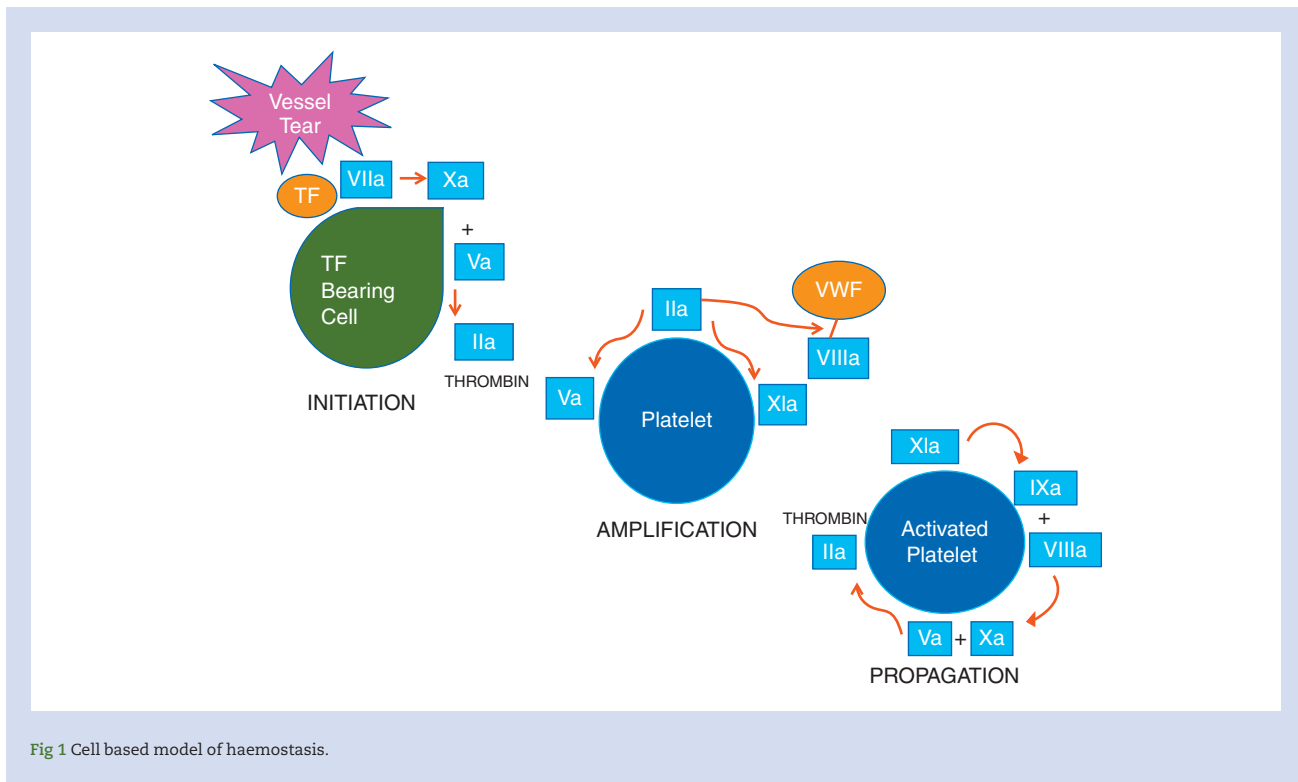 Vessel
Tear
TF
VIIa
Xa
+
Va
IIa
THROMBIN
TF
Bearing
Cell
INITIATION
IIa
VWF
VIIIa
Va
XIa
Platelet
AMPLIFICATION
XIa
IXa
+
VIIIa
THROMBIN
IIa
Activated
Platelet
Va + Xa
PROPAGATION
Fig 1 Cell based model of haemostasis.